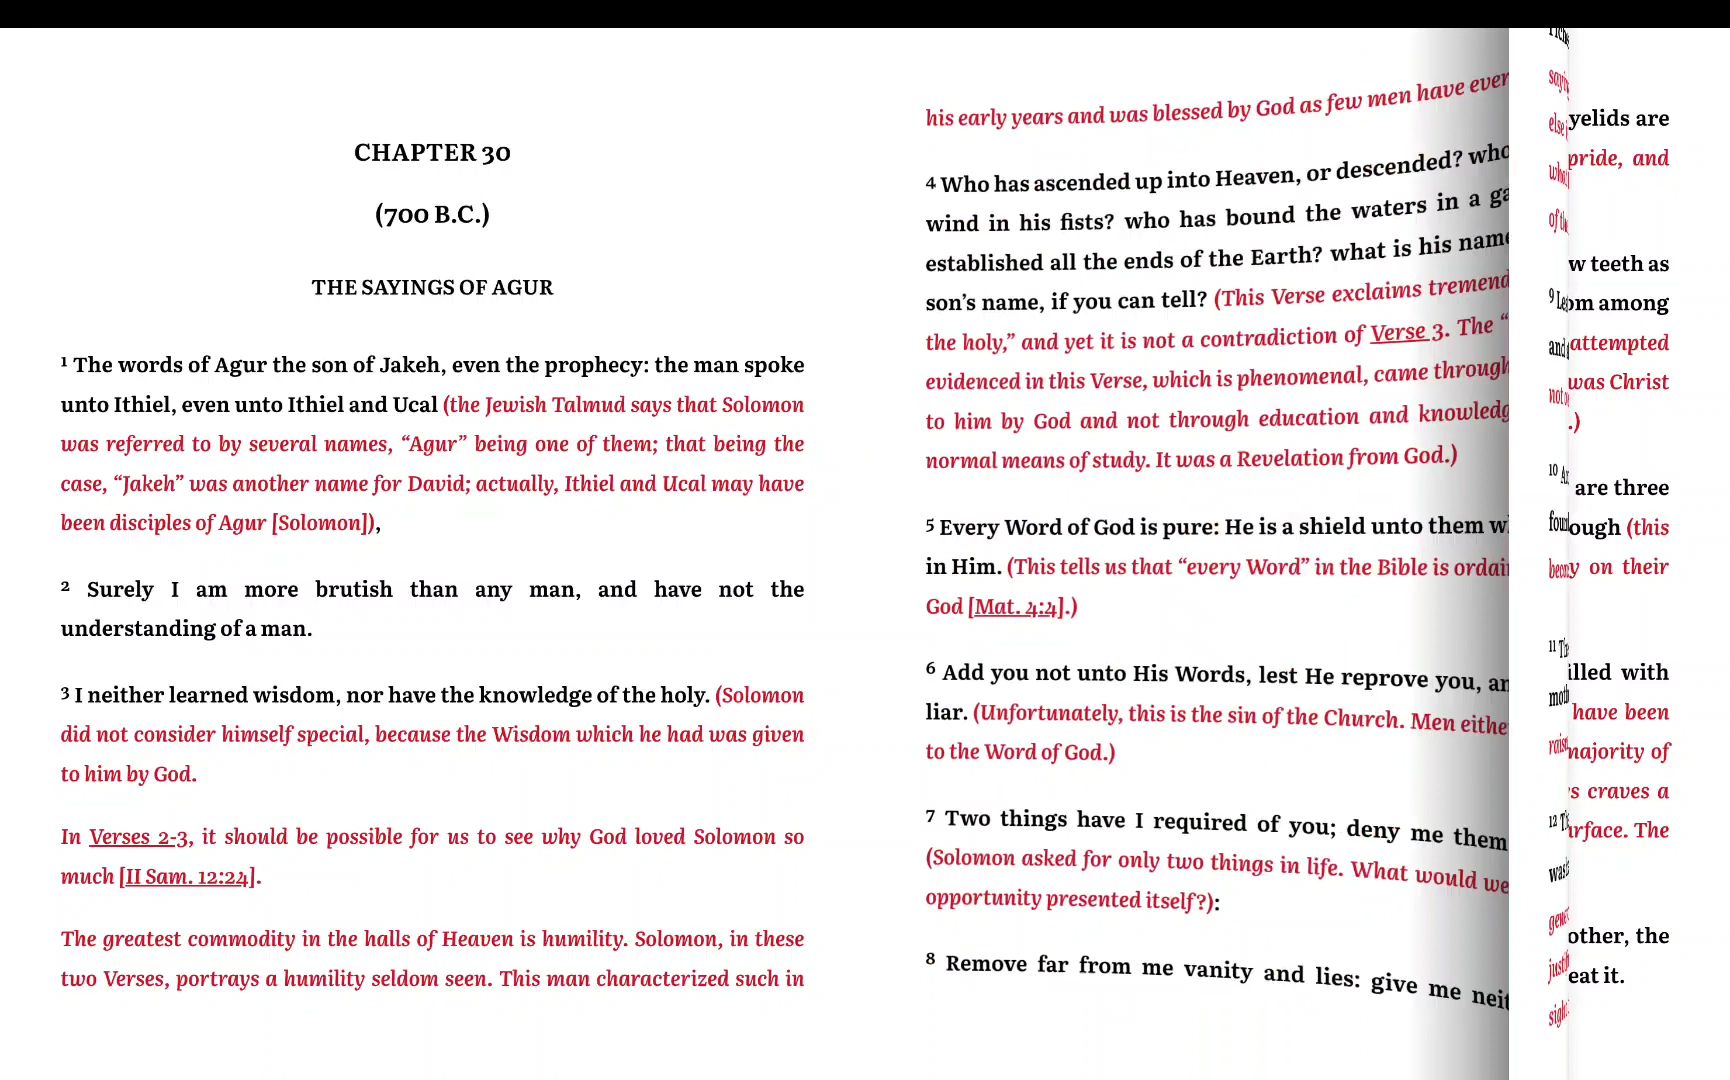 CHAPTER 30
(700 B.C.)
THE SAYINGS OF AGUR
1 The words of Agur the son of Jakeh, even the prophecy: the man spoke
unto Ithiel, even unto Ithiel and Ucal (the Jewish Talmud says that Solomon
was referred to by several names, “Agur” being one of them; that being the
case, “Jakeh” was another name for David; actually, Ithiel and Ucal may have
been disciples of Agur [Solomon]),
2 Surely I am more brutish than any man, and have not the
understanding of a man.
3 I neither learned wisdom, nor have the knowledge of the holy. (Solomon
did not consider himself special, because the Wisdom which he had was given
to him by God.
In Verses 2-3, it should be possible for us to see why God loved Solomon so
much [II Sam. 12:24].
The greatest commodity in the halls of Heaven is humility. Solomon, in these
two Verses, portrays a humility seldom seen. This man characterized such in
his early years and was blessed by God as few men have ever
4 Who has ascended up into Heaven, or descended? who
wind in his fists? who has bound the waters in a
established all the ends of the Earth? what is his name
son’s name, if you can tell? (This Verse exclaims
the holy,” and yet it is not a contradiction of Verse 3. The “
evidenced in this Verse, which is phenomenal, came through
to him by God and not through education and
normal means of study. It was a Revelation from God.)
5 Every Word of God is pure: He is a shield unto them
in Him. (This tells us that “every Word” in the Bible is
God [Mat. 4:4].)
6 Add you not unto His Words, lest He reprove you,
liar. (Unfortunately, this is the sin of the Church. Men
to the Word of God.)
7 Two things have I required of you; deny me them
(Solomon asked for only two things in life. What would we
opportunity presented itself?):
8 Remove far from me vanity and lies: give me
9
10
11
12
are
pride, and
teeth as
among
attempted
was Christ
.)
are three
(this
on their
with
have been
majority of
craves a
The
other, the
eat it.